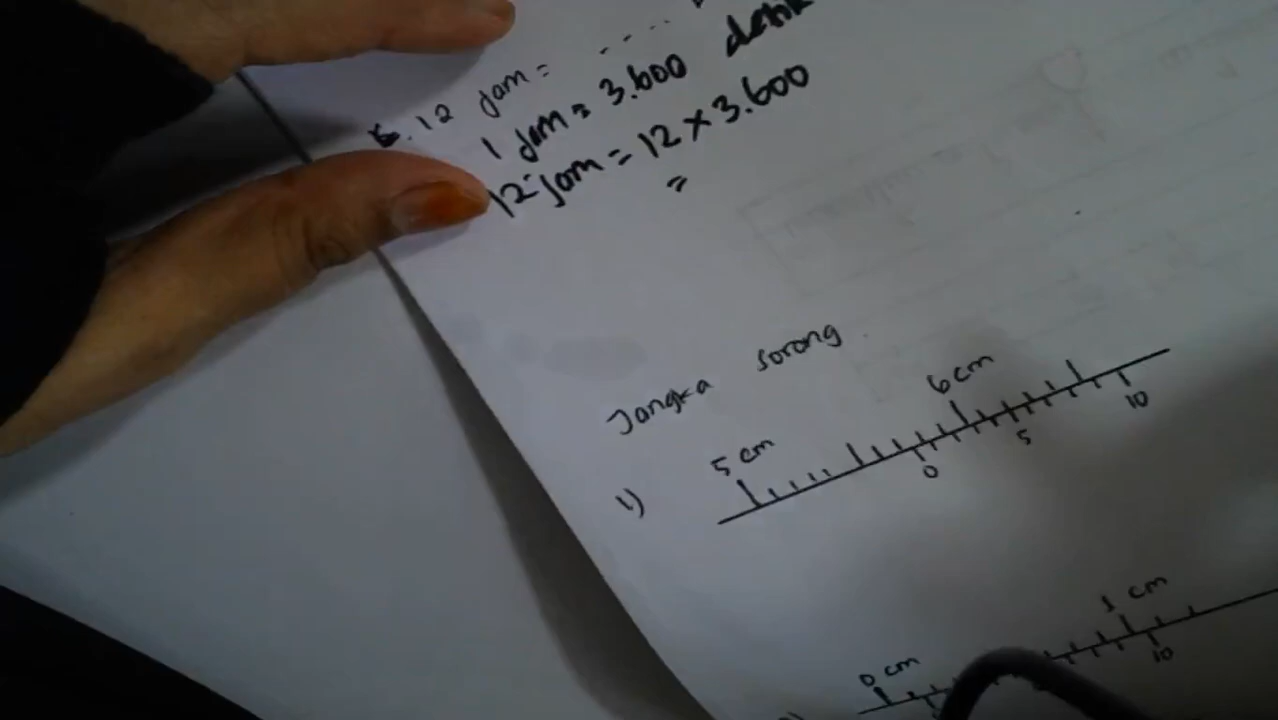 5. 12 jam = ....
1 jam = 3.600 detik
12 jam = 12 × 3.600
=
Jangka sorong
1) 5 cm 6 cm
0 5 10
0 cm 1 cm
10